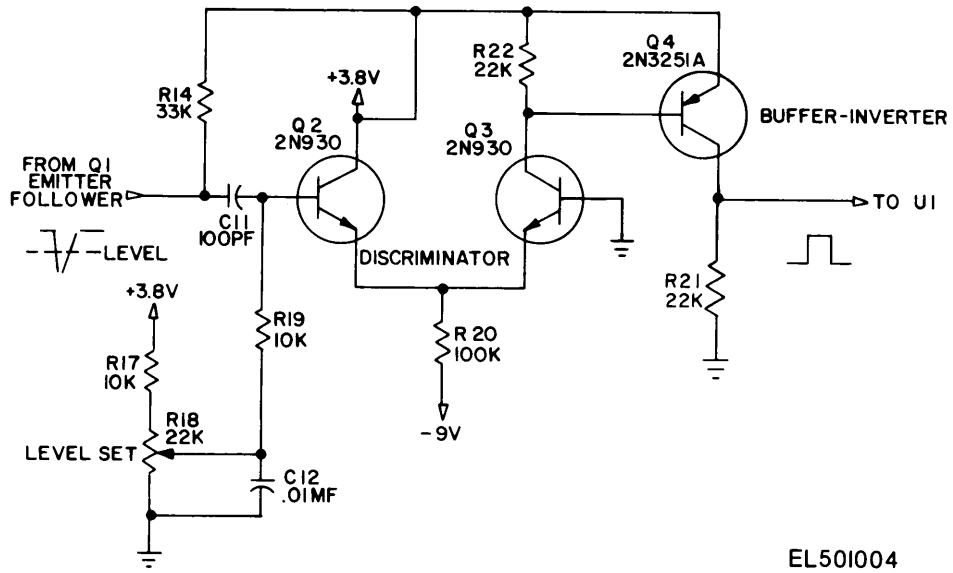 R14
33K
+3.8V
Q2
2N930
R22
22K
Q3
2N930
Q4
2N3251A
BUFFER-INVERTER
FROM Q1
EMITTER
FOLLOWER
C11
100PF
LEVEL
DISCRIMINATOR
TO U1
+3.8V
R17
10K
R19
10K
R20
100K
-9V
R21
22K
R18
22K
LEVEL SET
C12
.01MF
EL501004